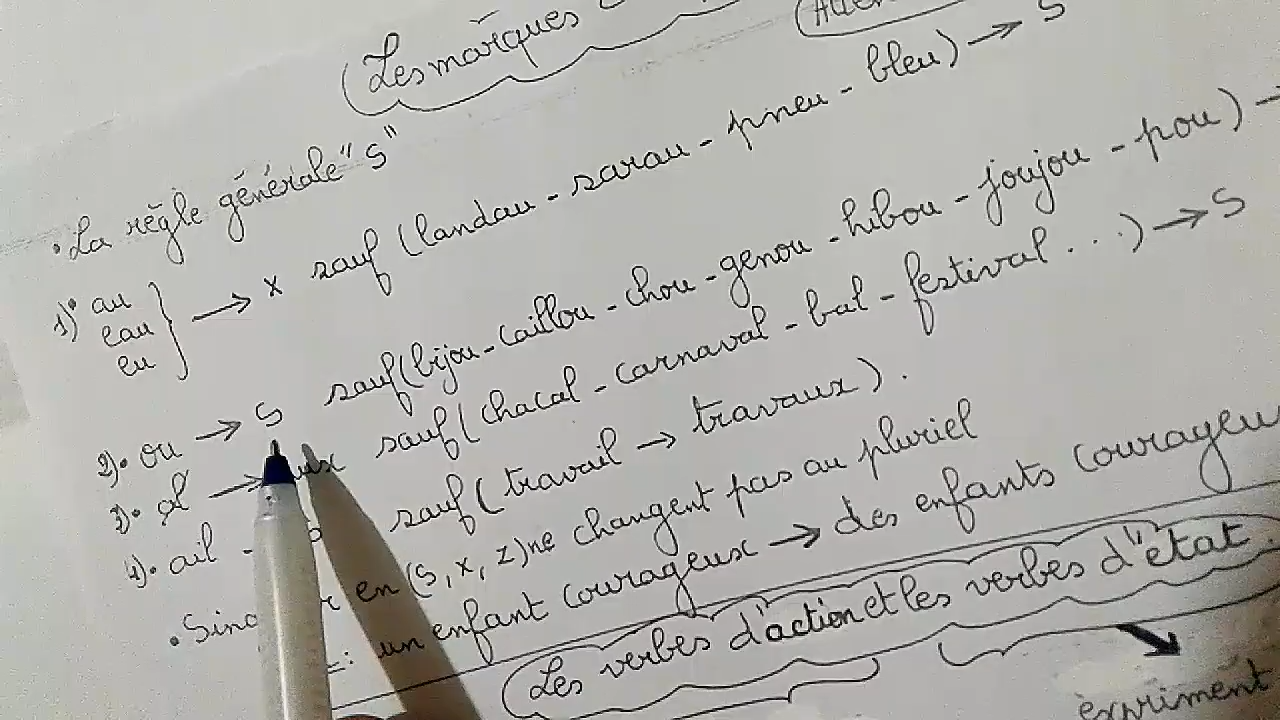 Les marques
• La règle générale "S"
1)• au
eau
eu
→ x sauf (landau - sarau - pneu - bleu) → S
2)• ou → S sauf (bijou - caillou - chou - genou - hibou - joujou - pou) →
3)• al → aux sauf (chacal - carnaval - bal - festival ...) → S
4)• ail - sauf (travail → travaux).
• en (S, x, z) ne changent pas au pluriel
: un enfant courageux → des enfants courageu
Les verbes d'action et les verbes d'état.
expriment